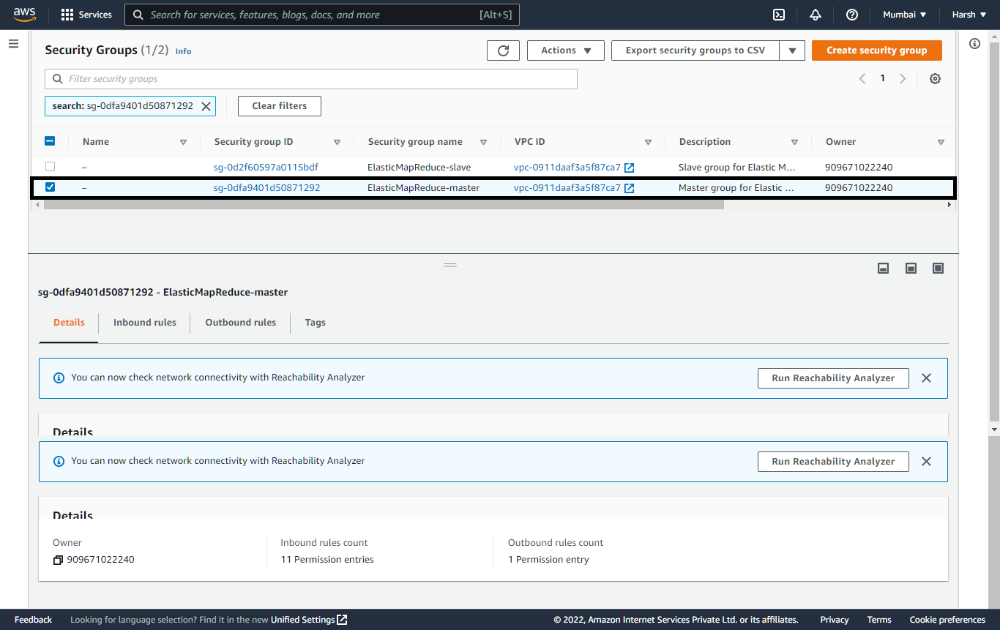 aws Services Search for services, features, blogs, docs, and more [Alt+S] Mumbai Harsh
Security Groups (1/2) Info Actions Export security groups to CSV Create security group
Filter security groups 1
search: sg-0dfa9401d50871292 Clear filters
Name Security group ID Security group name VPC ID Description Owner
– sg-0d2f60597a0115bdf ElasticMapReduce-slave vpc-0911daaf3a5f87ca7 Slave group for Elastic M... 909671022240
– sg-0dfa9401d50871292 ElasticMapReduce-master vpc-0911daaf3a5f87ca7 Master group for Elastic ... 909671022240
sg-0dfa9401d50871292 - ElasticMapReduce-master
Details Inbound rules Outbound rules Tags
You can now check network connectivity with Reachability Analyzer Run Reachability Analyzer
Details
You can now check network connectivity with Reachability Analyzer Run Reachability Analyzer
Details
Owner Inbound rules count Outbound rules count
909671022240 11 Permission entries 1 Permission entry
Feedback Looking for language selection? Find it in the new Unified Settings © 2022, Amazon Internet Services Private Ltd. or its affiliates. Privacy Terms Cookie preferences